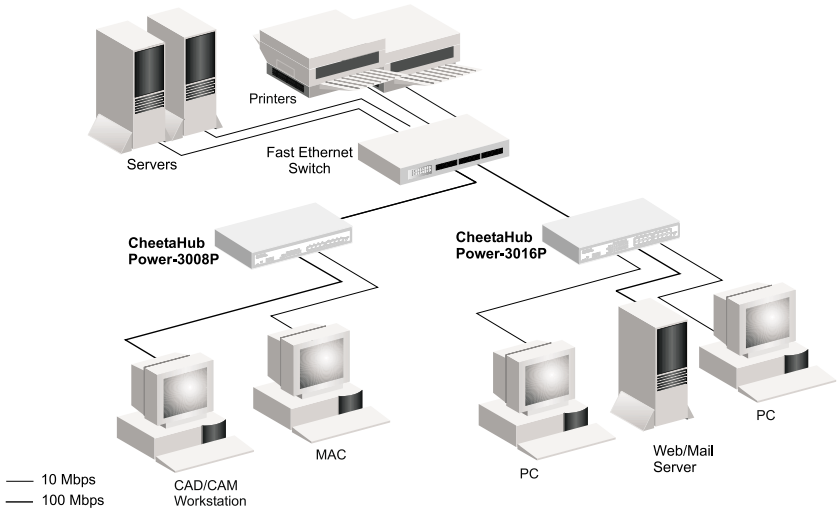 Printers
Servers
Fast Ethernet
Switch
CheetaHub
Power-3008P
CheetaHub
Power-3016P
MAC
PC
Web/Mail
Server
PC
CAD/CAM
Workstation
10 Mbps
100 Mbps